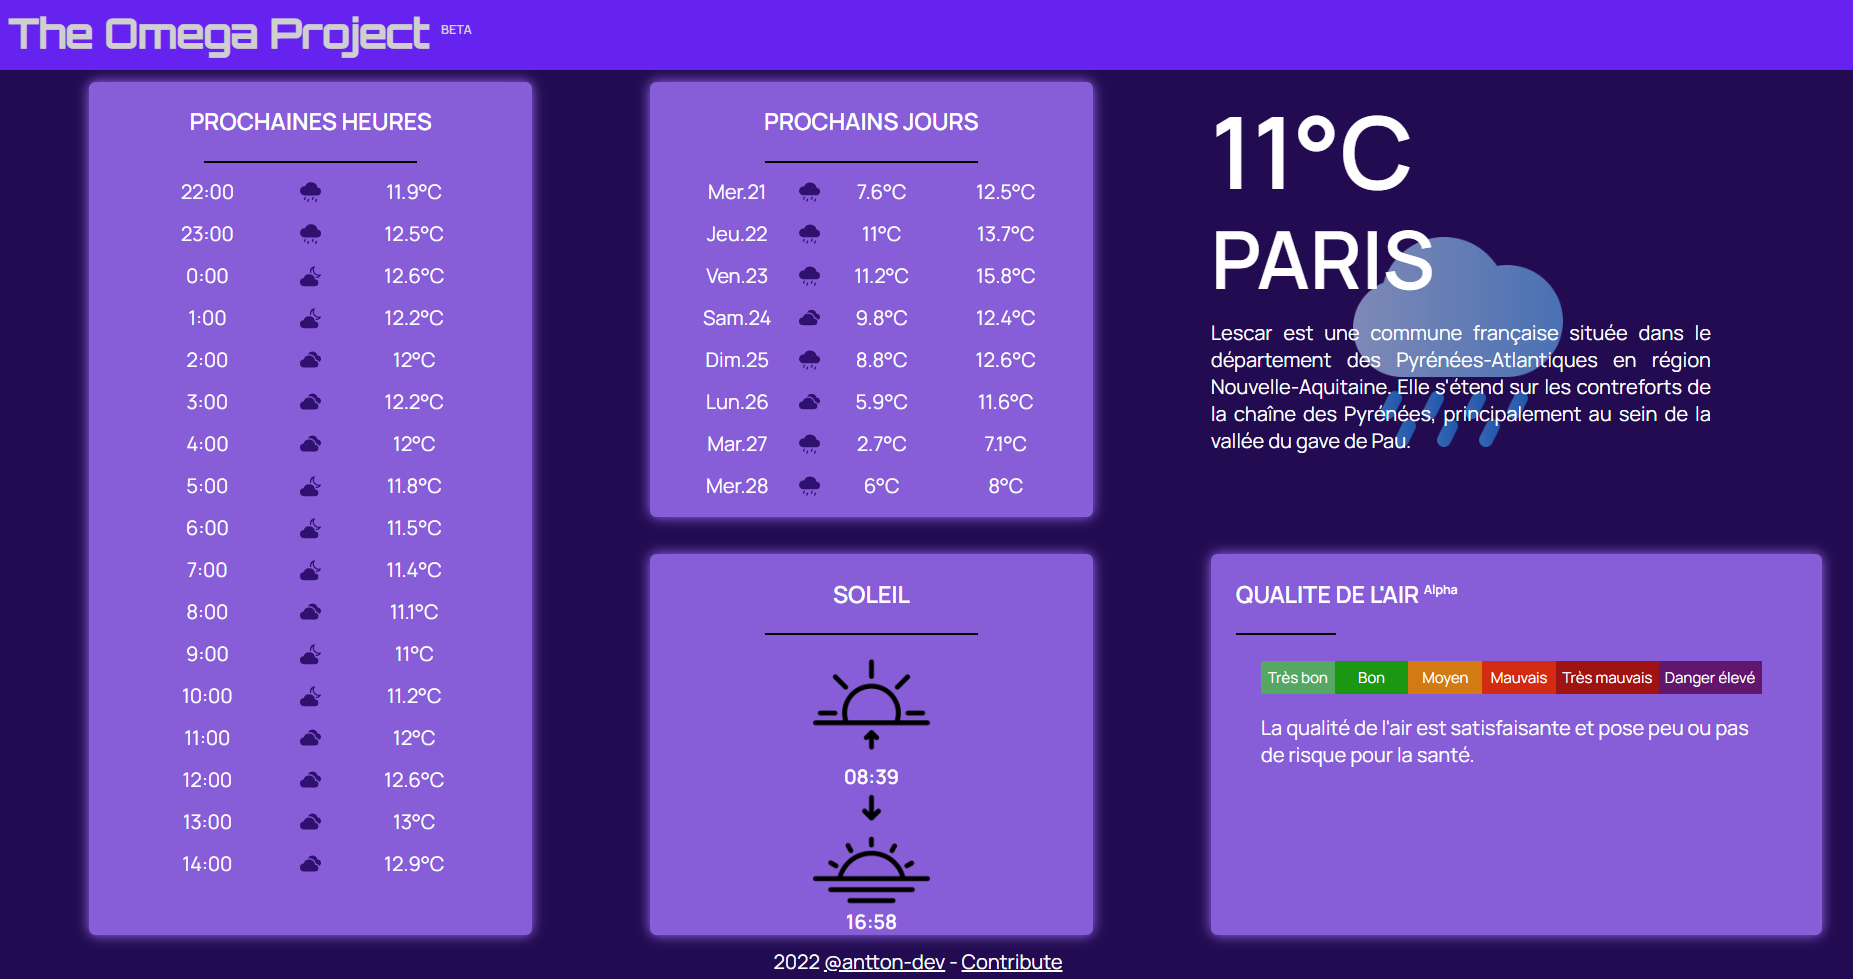 The Omega Project BETA
PROCHAINES HEURES
22:00 11.9°C
23:00 12.5°C
0:00 12.6°C
1:00 12.2°C
2:00 12°C
3:00 12.2°C
4:00 12°C
5:00 11.8°C
6:00 11.5°C
7:00 11.4°C
8:00 11.1°C
9:00 11°C
10:00 11.2°C
11:00 12°C
12:00 12.6°C
13:00 13°C
14:00 12.9°C
PROCHAINS JOURS
Mer.21 7.6°C 12.5°C
Jeu.22 11°C 13.7°C
Ven.23 11.2°C 15.8°C
Sam.24 9.8°C 12.4°C
Dim.25 8.8°C 12.6°C
Lun.26 5.9°C 11.6°C
Mar.27 2.7°C 7.1°C
Mer.28 6°C 8°C
SOLEIL
08:39
16:58
11°C
PARIS
Lescar est une commune française située dans le
département des Pyrénées-Atlantiques en région
Nouvelle-Aquitaine. Elle s'étend sur les contreforts de
la chaîne des Pyrénées, principalement au sein de la
vallée du gave de Pau.
QUALITE DE L'AIR Alpha
Très bon Bon Moyen Mauvais Très mauvais Danger élevé
La qualité de l'air est satisfaisante et pose peu ou pas
de risque pour la santé.
2022 @antton-dev - Contribute